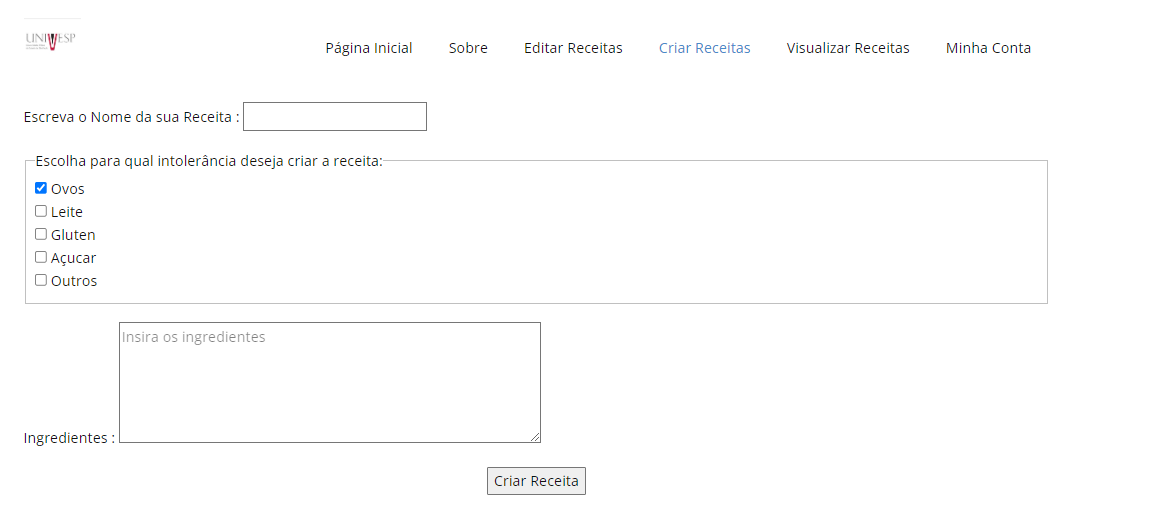 UNIVESP
Página Inicial Sobre Editar Receitas Criar Receitas Visualizar Receitas Minha Conta
Escreva o Nome da sua Receita :
Escolha para qual intolerância deseja criar a receita:
Ovos
Leite
Gluten
Açucar
Outros
Insira os ingredientes
Ingredientes :
Criar Receita